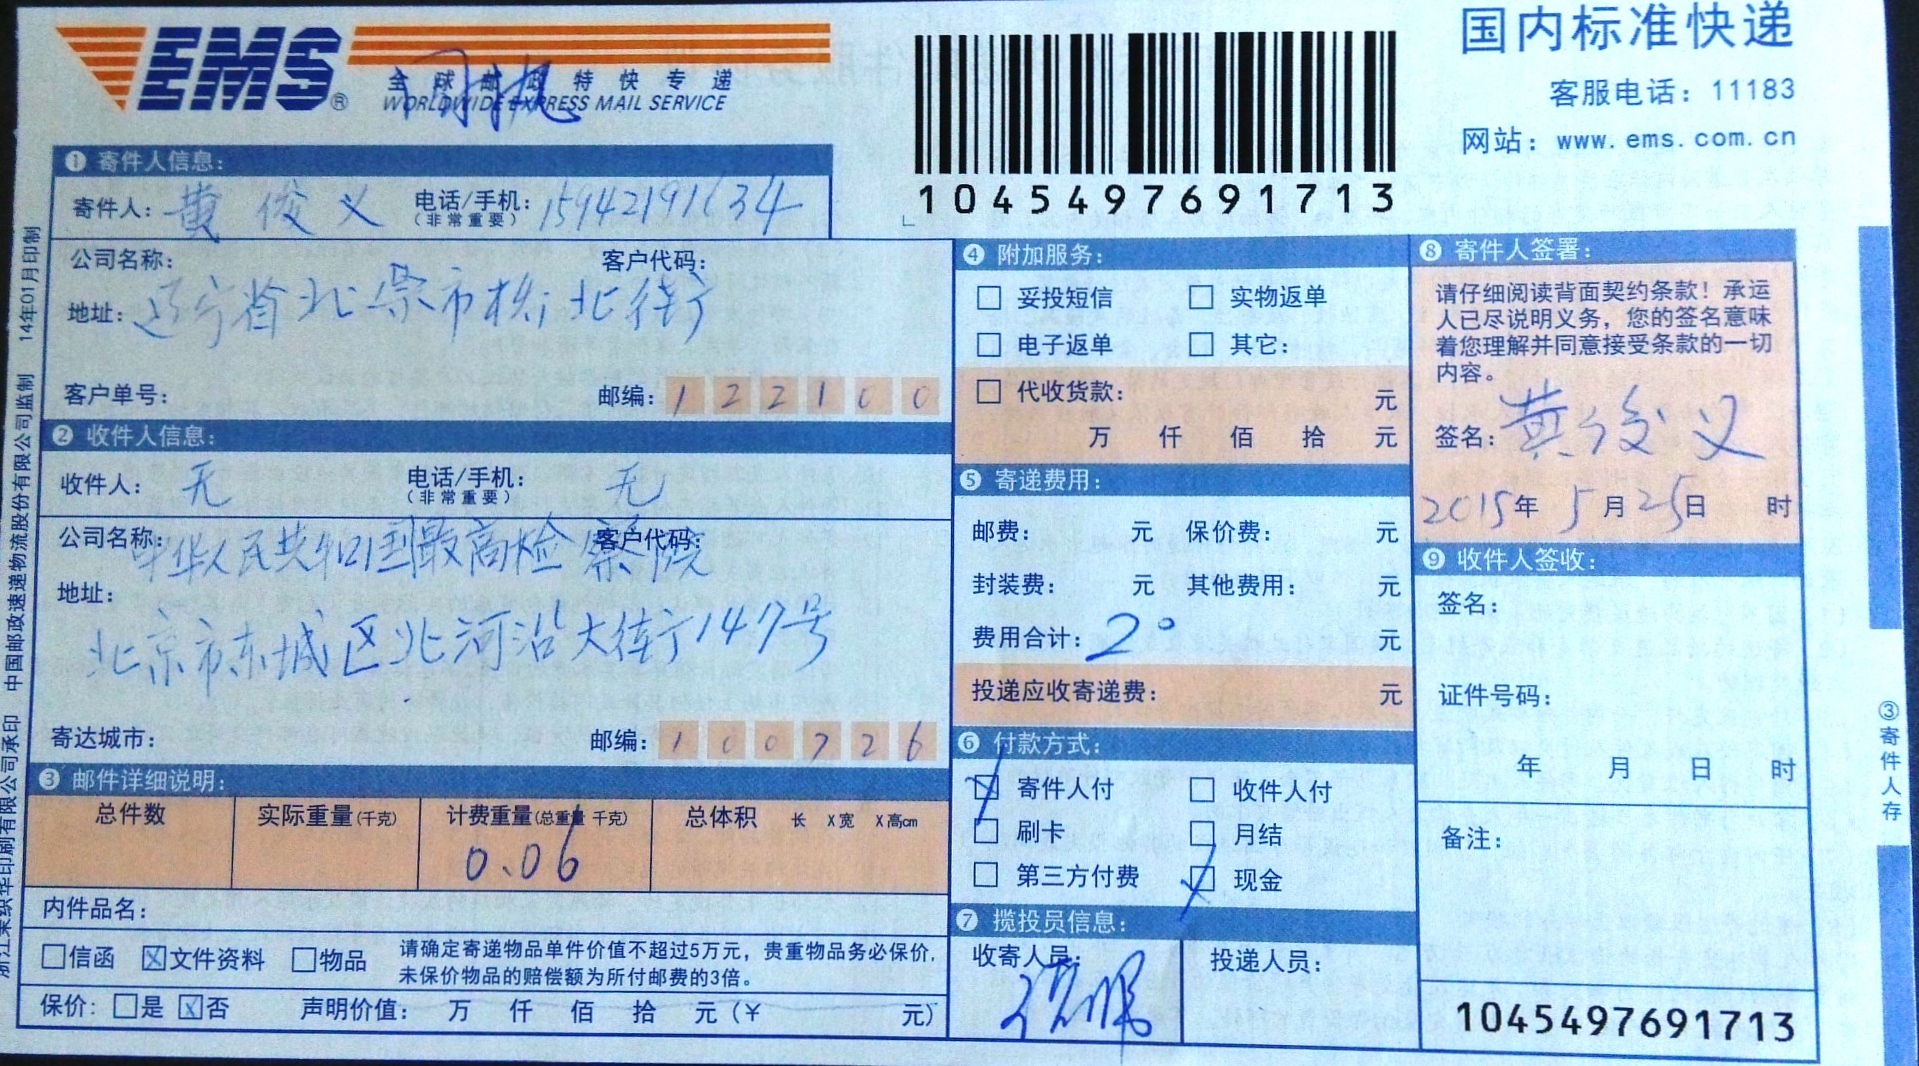 EMS®
全球邮政特快专递
WORLDWIDE EXPRESS MAIL SERVICE
1045497691713
国内标准快递
客服电话：11183
网站：www.ems.com.cn
❶ 寄件人信息：
寄件人：黄俊义 电话/手机：15942191634
（非常重要）
公司名称： 客户代码：
地址：辽宁省北票市 北街
客户单号： 邮编：122100
❷ 收件人信息：
收件人：无 电话/手机：无
（非常重要）
公司名称：中华人民共和国最高检察院 客户代码：
地址：
北京市东城区北河沿大街147号
寄达城市： 邮编：100726
❸ 邮件详细说明：
总件数 实际重量（千克） 计费重量（总重量 千克） 总体积 长 X宽 X高cm
0.06
内件品名：
□信函 ☒文件资料 □物品
请确定寄递物品单件价值不超过5万元，贵重物品务必保价，
未保价物品的赔偿额为所付邮费的3倍。
保价：□是 ☒否 声明价值： 万 仟 佰 拾 元（¥ 元）
❹ 附加服务：
□ 妥投短信 □ 实物返单
□ 电子返单 □ 其它：
□ 代收货款： 元
万 仟 佰 拾 元
❺ 寄递费用：
邮费： 元 保价费： 元
封装费： 元 其他费用： 元
费用合计：20 元
投递应收寄递费： 元
❻ 付款方式：
☑ 寄件人付 □ 收件人付
□ 刷卡 □ 月结
□ 第三方付费 ☑ 现金
❼ 揽投员信息：
收寄人员： 投递人员：
❽ 寄件人签署：
请仔细阅读背面契约条款！承运
人已尽说明义务，您的签名意味
着您理解并同意接受条款的一切
内容。
签名：黄俊义
2015年5月25日 时
❾ 收件人签收：
签名：
证件号码：
年 月 日 时
备注：
1045497691713
③寄件人存
中国邮政速递物流股份有限公司监制 14年01月印制
印刷有限公司承印